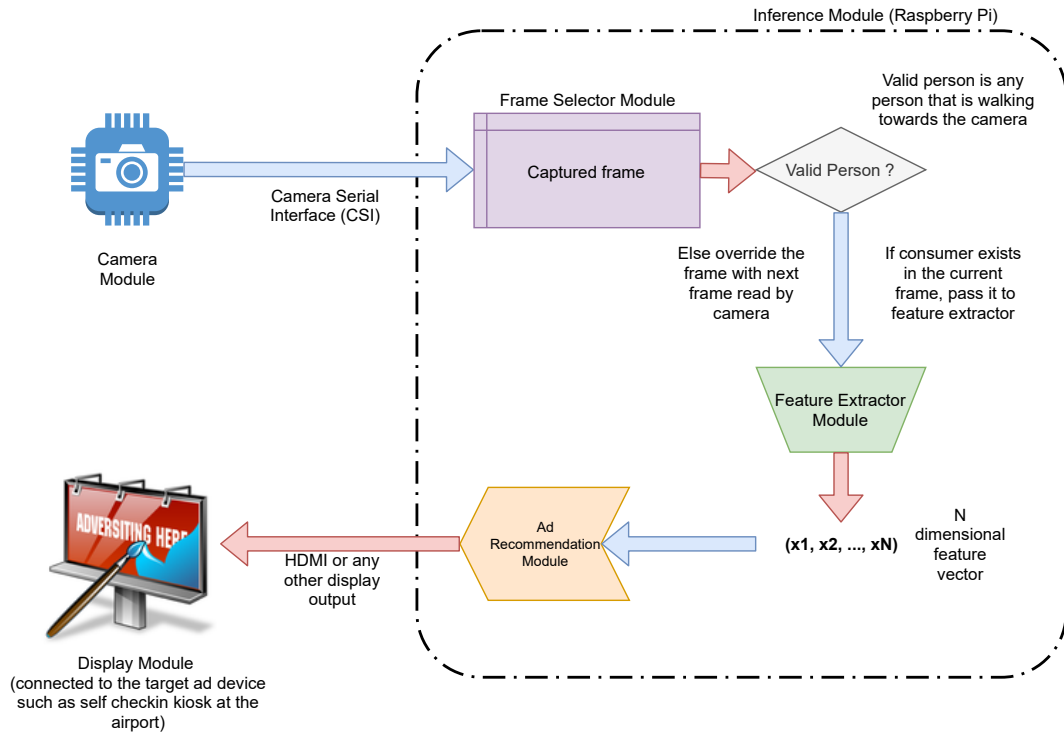 Inference Module (Raspberry Pi)
Valid person is any
person that is walking
towards the camera
Frame Selector Module
Captured frame
Valid Person ?
Camera Serial
Interface (CSI)
Camera
Module
Else override the
frame with next
frame read by
camera
If consumer exists
in the current
frame, pass it to
feature extractor
Feature Extractor
Module
(x1, x2, ..., xN)
N
dimensional
feature
vector
Ad
Recommendation
Module
HDMI or any
other display
output
ADVERSITING HERE
Display Module
(connected to the target ad device
such as self checkin kiosk at the
airport)